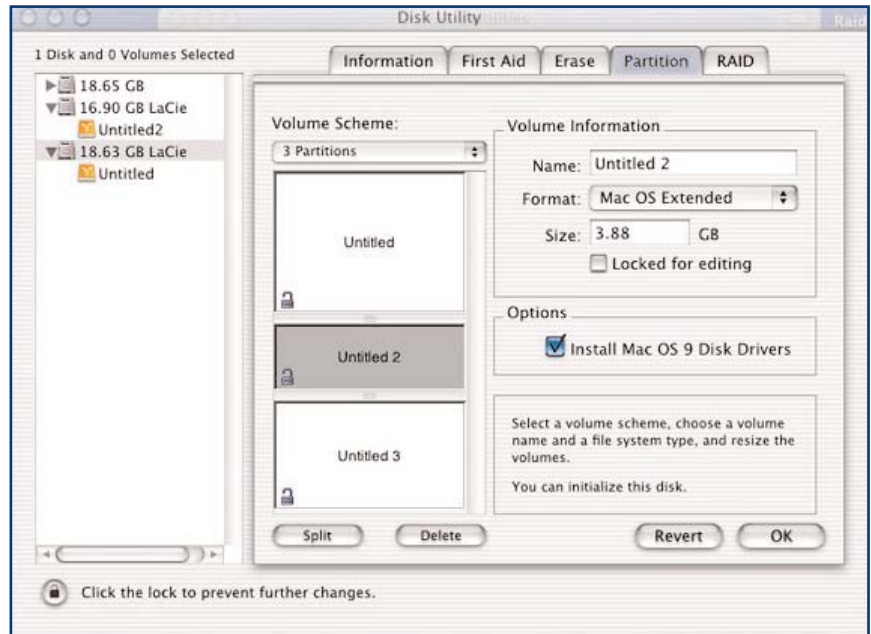 Disk Utility
1 Disk and 0 Volumes Selected
Information First Aid Erase Partition RAID
18.65 GB
16.90 GB LaCie
Untitled2
18.63 GB LaCie
Untitled
Volume Scheme:
3 Partitions
Untitled
Untitled 2
Untitled 3
Split Delete
Volume Information
Name: Untitled 2
Format: Mac OS Extended
Size: 3.88 GB
Locked for editing
Options
Install Mac OS 9 Disk Drivers
Select a volume scheme, choose a volume
name and a file system type, and resize the
volumes.
You can initialize this disk.
Revert OK
Click the lock to prevent further changes.